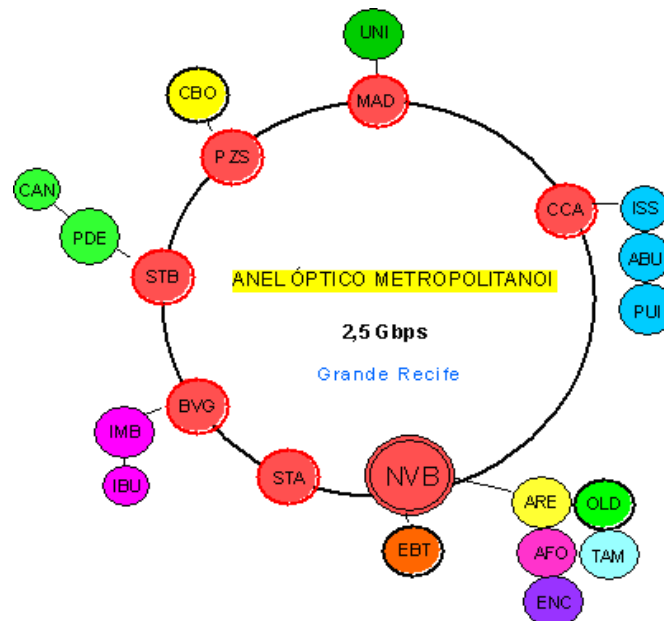 UNI
MAD
CBO
PZS
CAN
PDE
STB
CCA
ISS
ABU
PUI
ANEL ÓPTICO METROPOLITANOI
2,5 Gbps
Grande Recife
BVG
IMB
IBU
STA
NVB
EBT
ARE
OLD
AFO
TAM
ENC